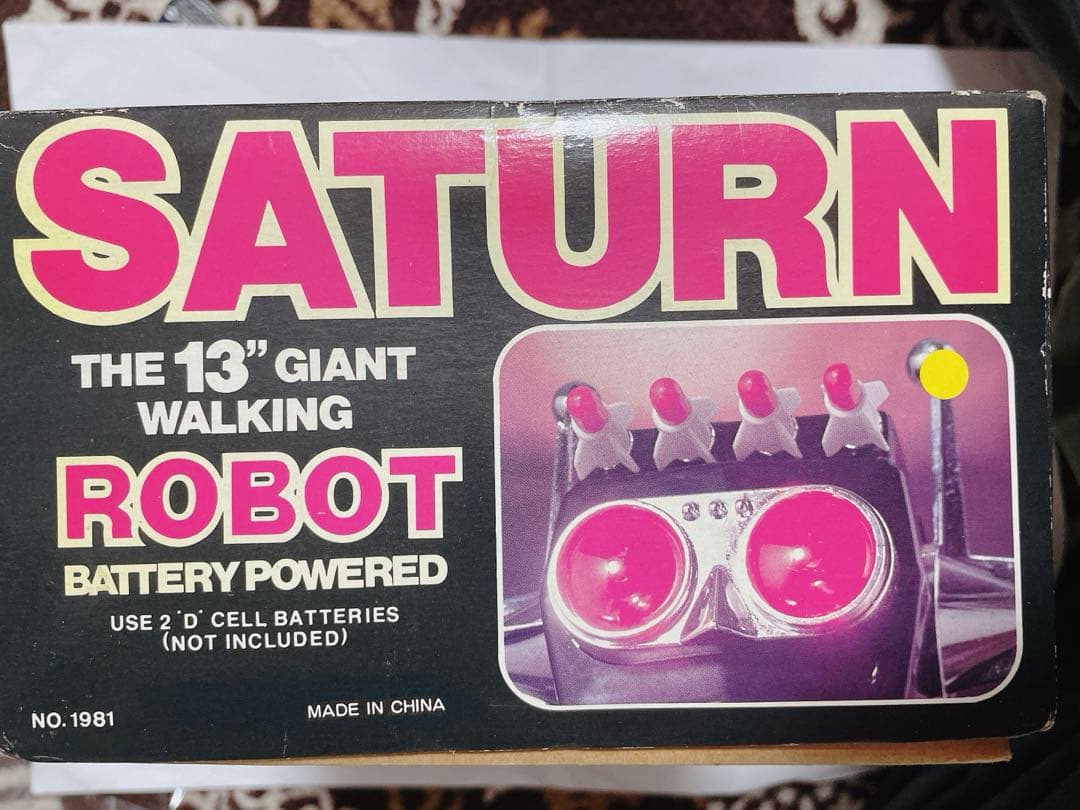 SATURN
THE 13” GIANT
WALKING
ROBOT
BATTERY POWERED
USE 2 'D' CELL BATTERIES
(NOT INCLUDED)
NO. 1981
MADE IN CHINA